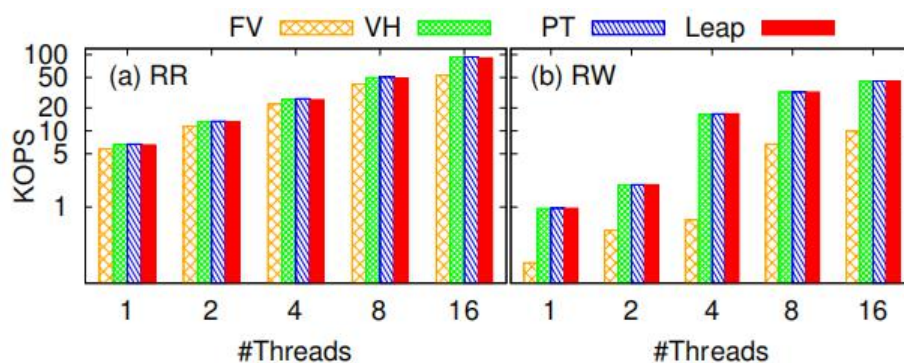 FV VH PT Leap
KOPS
100
50
20
10
5
1
(a) RR
(b) RW
1 2 4 8 16
1 2 4 8 16
#Threads
#Threads